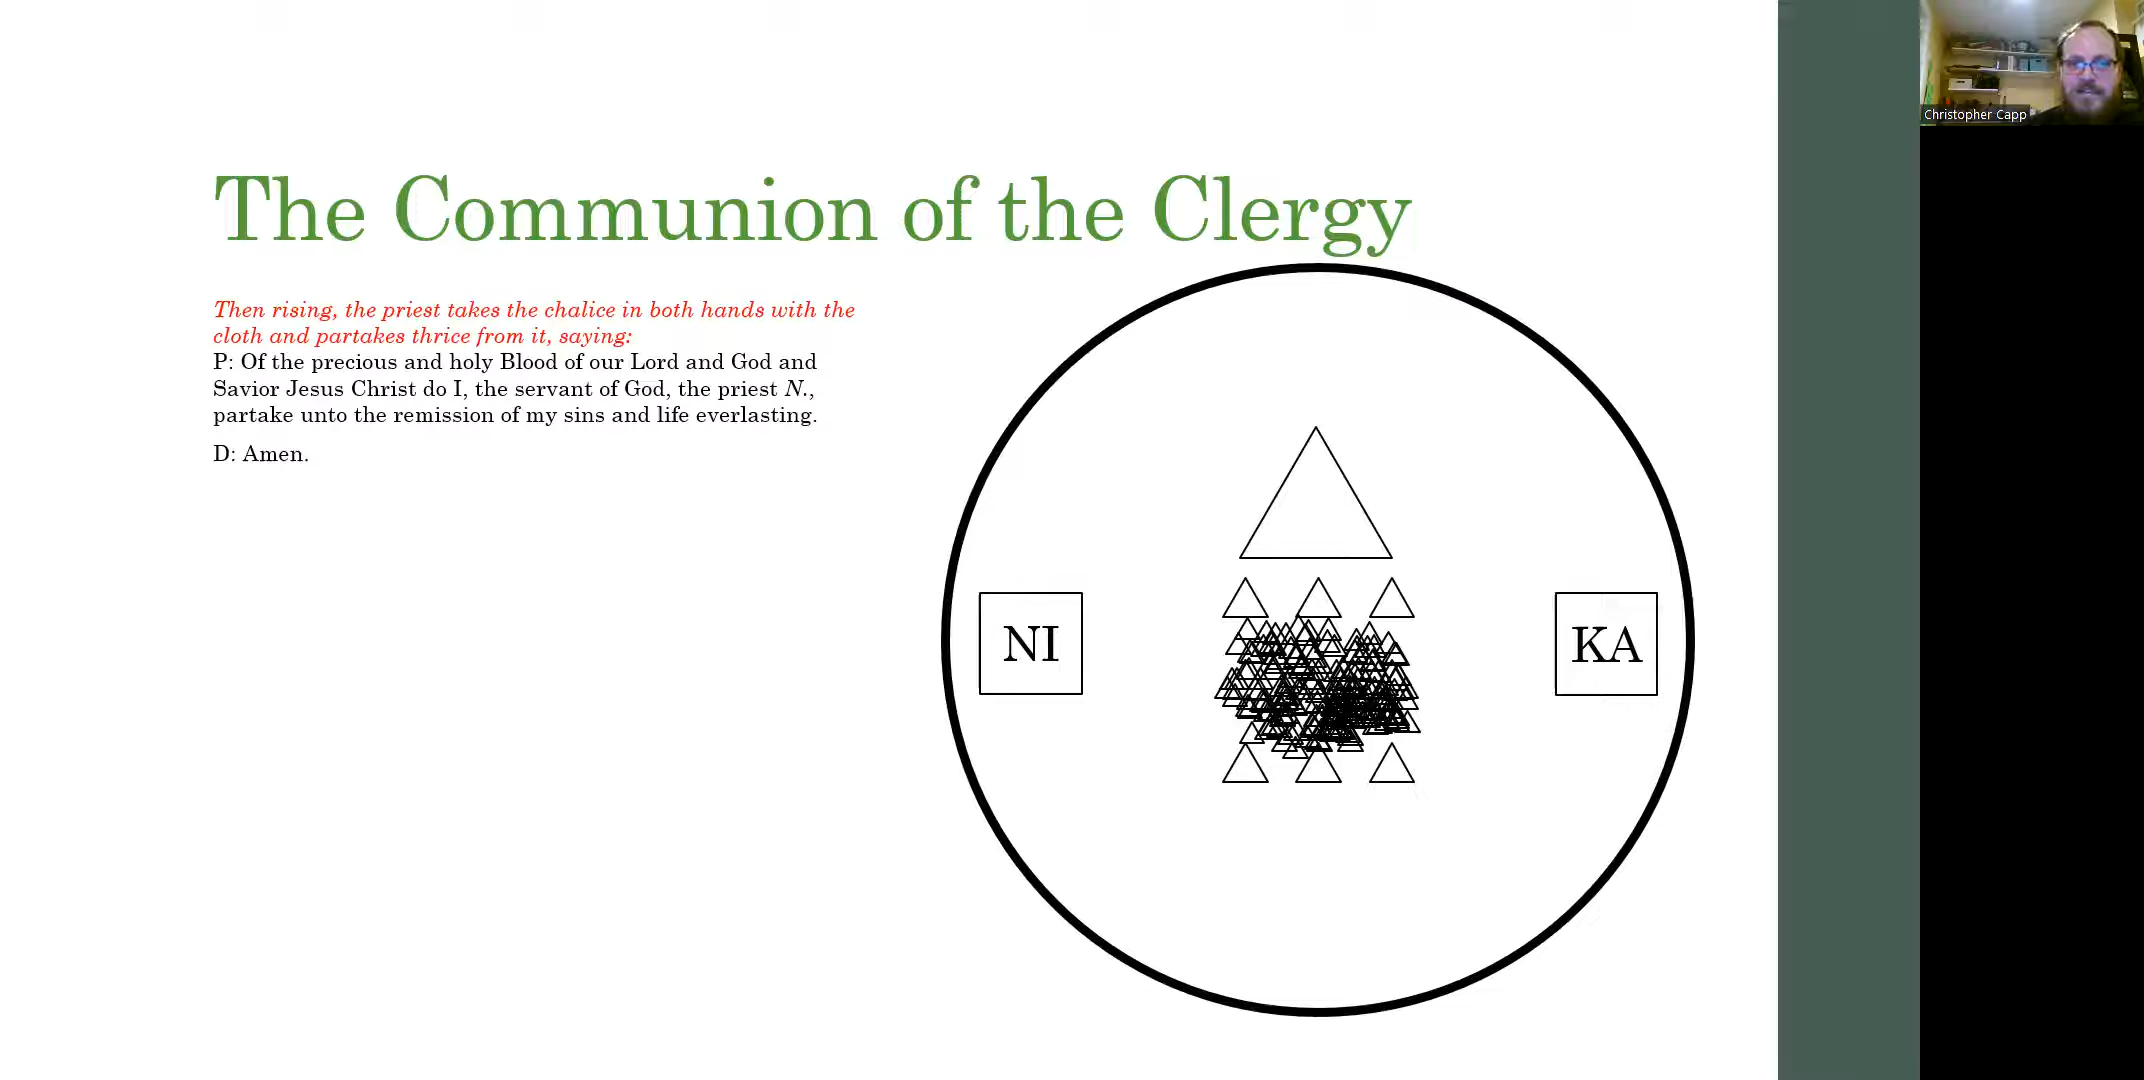 Christopher Capp
The Communion of the Clergy
Then rising, the priest takes the chalice in both hands with the
cloth and partakes thrice from it, saying:
P: Of the precious and holy Blood of our Lord and God and
Savior Jesus Christ do I, the servant of God, the priest N.,
partake unto the remission of my sins and life everlasting.
D: Amen.
NI
KA